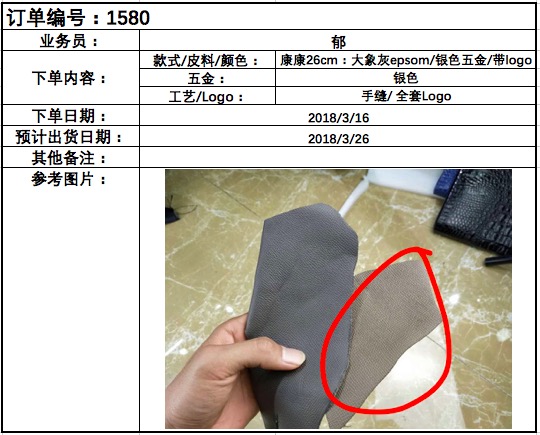 订单编号：1580
业务员： 郁
下单内容： 款式/皮料/颜色： 康康26cm：大象灰epsom/银色五金/带logo
五金： 银色
工艺/Logo： 手缝/ 全套Logo
下单日期： 2018/3/16
预计出货日期： 2018/3/26
其他备注：
参考图片：